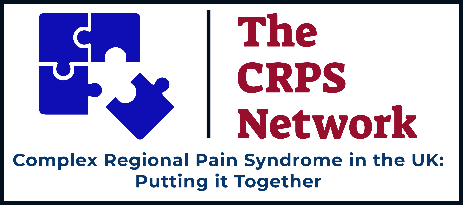 The
CRPS
Network
Complex Regional Pain Syndrome in the UK:
Putting it Together